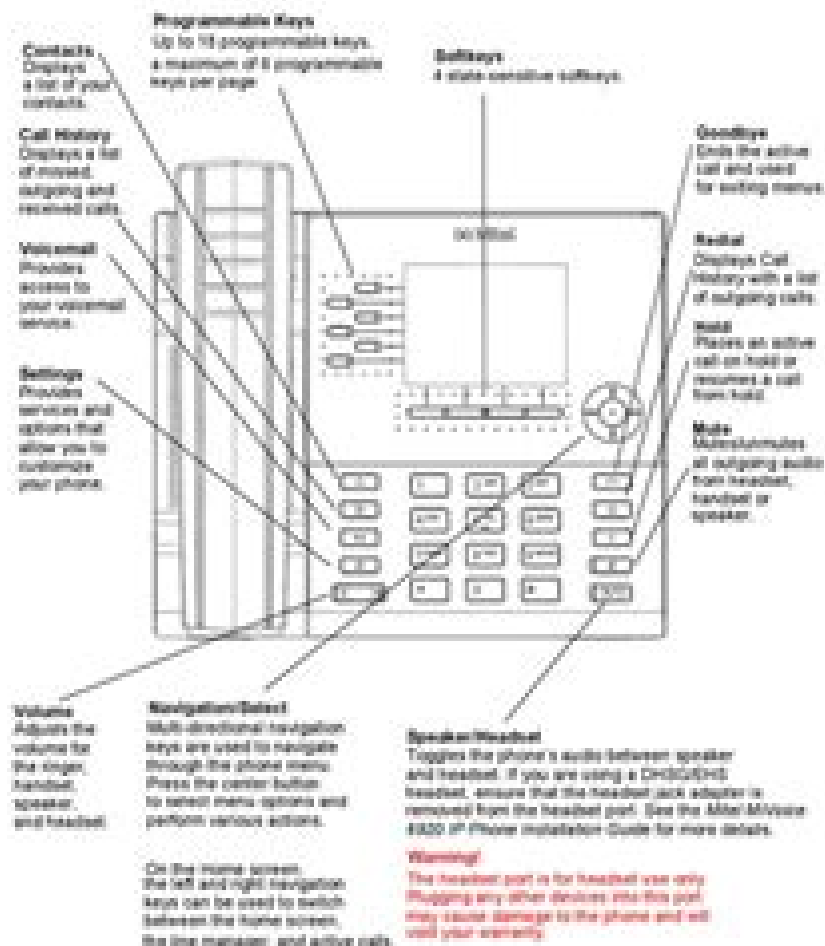 Programmable Keys
Up to 18 programmable keys,
a maximum of 6 programmable
keys per page
Contacts
Displays
a list of your
contacts.
Softkeys
4 state-sensitive softkeys.
Call History
Displays a list
of missed,
outgoing and
received calls.
Goodbye
Ends the active
call and used
for exiting menus.
Voicemail
Provides
access to
your voicemail
service.
Mitel
Redial
Displays Call
History with a list
of outgoing calls.
Hold
Places an active
call on hold or
resumes a call
from hold.
Settings
Provides
services and
options that
allow you to
customize
your phone.
Mute
Mutes/unmutes
all outgoing audio
from headset,
handset or
speaker.
Volume
Adjusts the
volume for
the ringer,
handset,
speaker,
and headset.
Navigation/Select
Multi-directional navigation
keys are used to navigate
through the phone menu.
Press the center button
to select menu options and
perform various actions.
On the Home screen,
the left and right navigation
keys can be used to switch
between the home screen,
the line manager, and active calls.
Speaker/Headset
Toggles the phone's audio between speaker
and headset. If you are using a DHSG/EHS
headset, ensure that the headset jack adapter is
removed from the headset port. See the Mitel MiVoice
6920 IP Phone Installation Guide for more details.
Warning!
The headset port is for headset use only.
Plugging any other devices into this port
may cause damage to the phone and will
void your warranty.